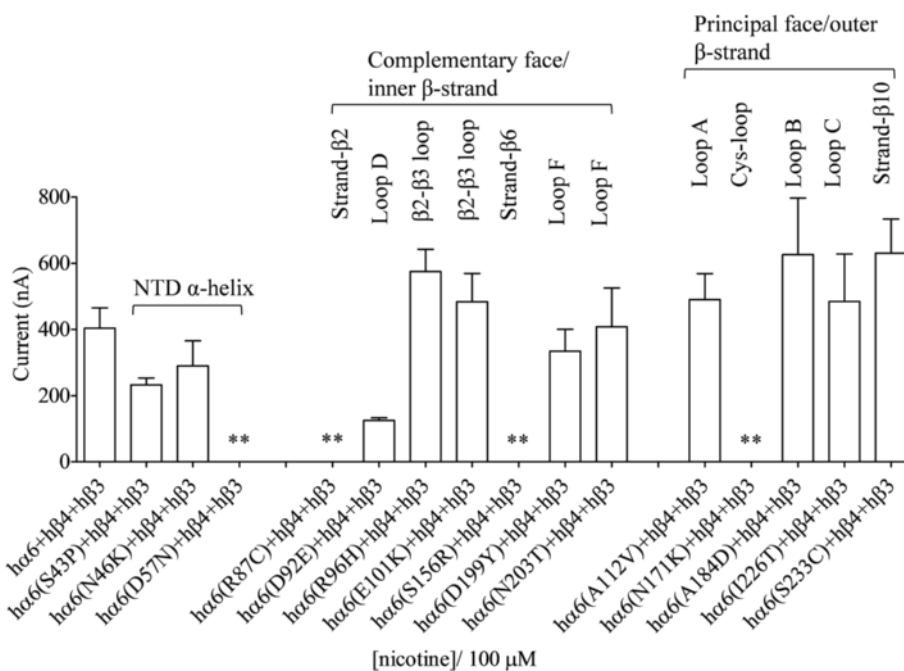 Principal face/outer
β-strand
Complementary face/
inner β-strand
Strand-β2
Loop D
β2-β3 loop
β2-β3 loop
Strand-β6
Loop F
Loop F
Loop A
Cys-loop
Loop B
Loop C
Strand-β10
NTD α-helix
Current (nA)
800
600
400
200
0
**
**
**
**
hα6+hβ4+hβ3
hα6(S43P)+hβ4+hβ3
hα6(N46K)+hβ4+hβ3
hα6(D57N)+hβ4+hβ3
hα6(R87C)+hβ4+hβ3
hα6(D92E)+hβ4+hβ3
hα6(R96H)+hβ4+hβ3
hα6(E101K)+hβ4+hβ3
hα6(S156R)+hβ4+hβ3
hα6(D199Y)+hβ4+hβ3
hα6(N203T)+hβ4+hβ3
hα6(A112V)+hβ4+hβ3
hα6(N171K)+hβ4+hβ3
hα6(A184D)+hβ4+hβ3
hα6(I226T)+hβ4+hβ3
hα6(S233C)+hβ4+hβ3
[nicotine]/ 100 μM